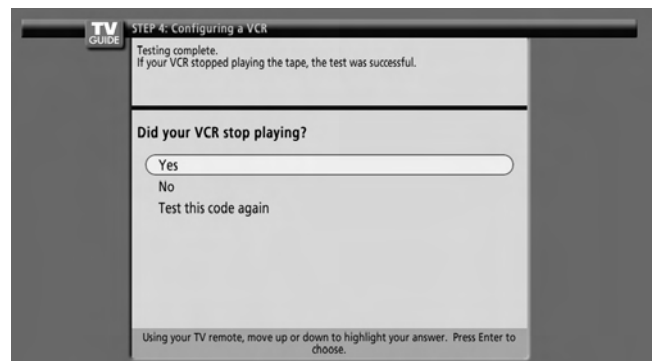 TV
GUIDE
STEP 4: Configuring a VCR
Testing complete.
If your VCR stopped playing the tape, the test was successful.
Did your VCR stop playing?
Yes
No
Test this code again
Using your TV remote, move up or down to highlight your answer. Press Enter to
choose.